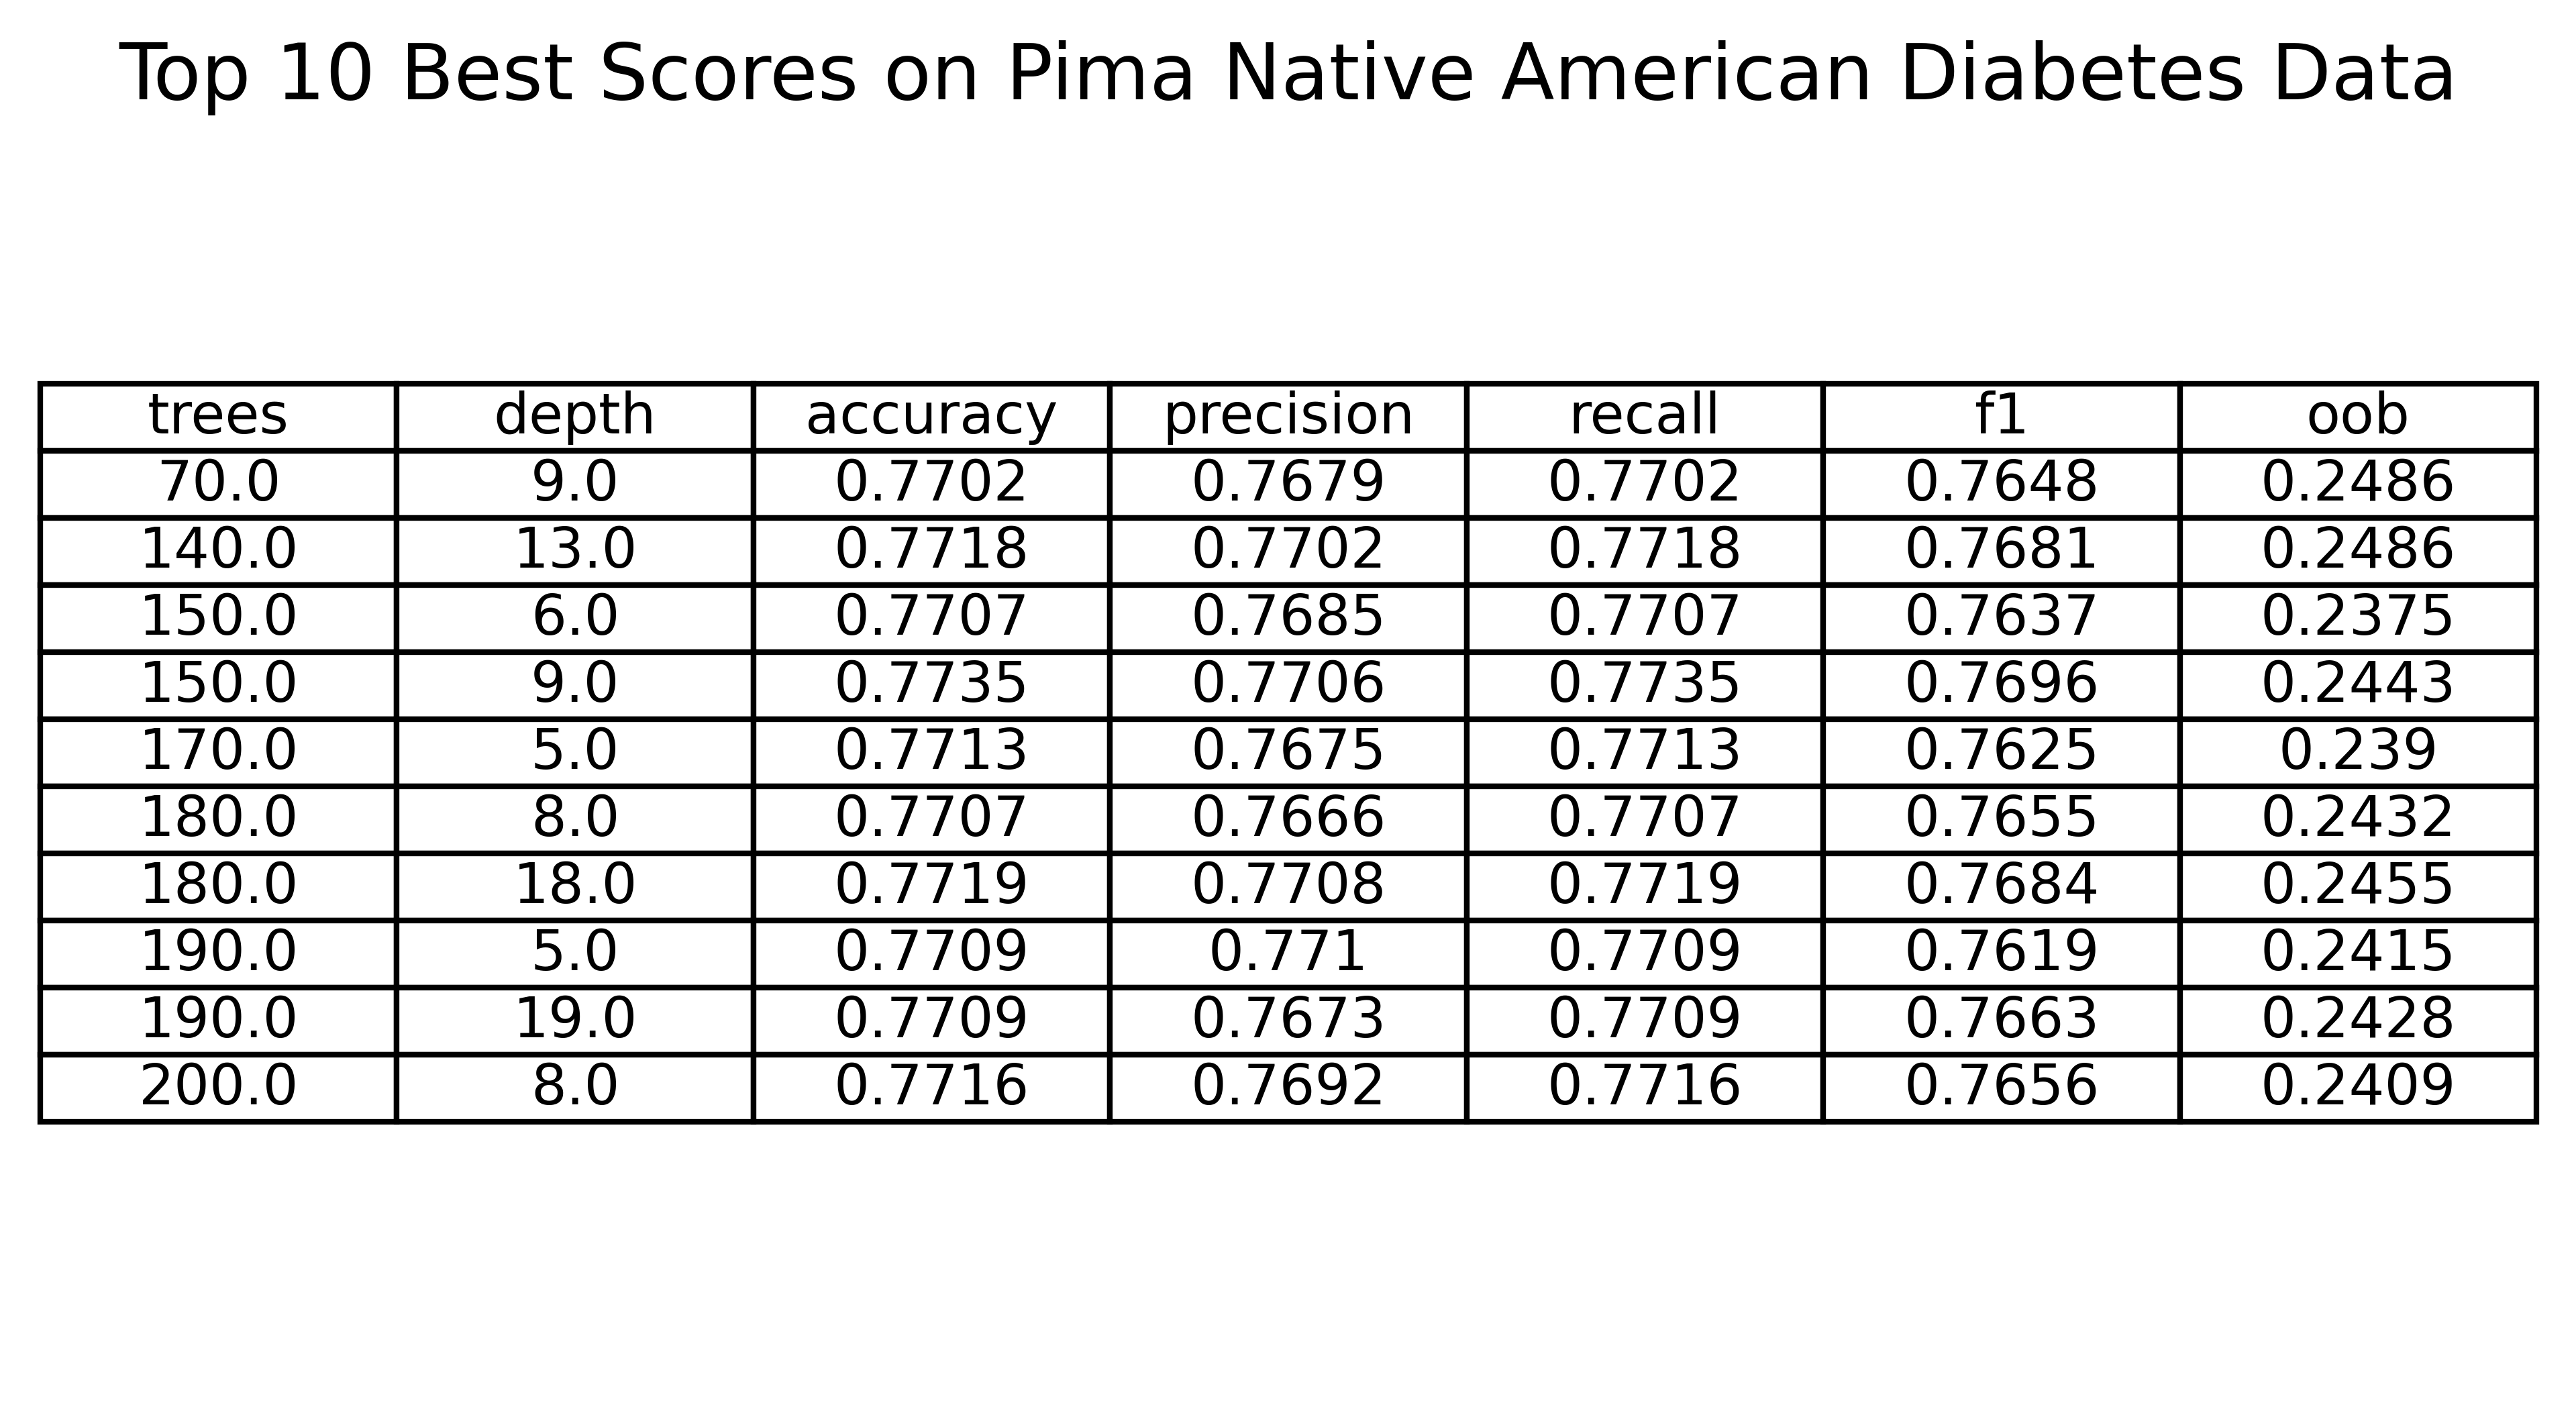 Top 10 Best Scores on Pima Native American Diabetes Data
trees depth accuracy precision recall f1 oob
70.0 9.0 0.7702 0.7679 0.7702 0.7648 0.2486
140.0 13.0 0.7718 0.7702 0.7718 0.7681 0.2486
150.0 6.0 0.7707 0.7685 0.7707 0.7637 0.2375
150.0 9.0 0.7735 0.7706 0.7735 0.7696 0.2443
170.0 5.0 0.7713 0.7675 0.7713 0.7625 0.239
180.0 8.0 0.7707 0.7666 0.7707 0.7655 0.2432
180.0 18.0 0.7719 0.7708 0.7719 0.7684 0.2455
190.0 5.0 0.7709 0.771 0.7709 0.7619 0.2415
190.0 19.0 0.7709 0.7673 0.7709 0.7663 0.2428
200.0 8.0 0.7716 0.7692 0.7716 0.7656 0.2409